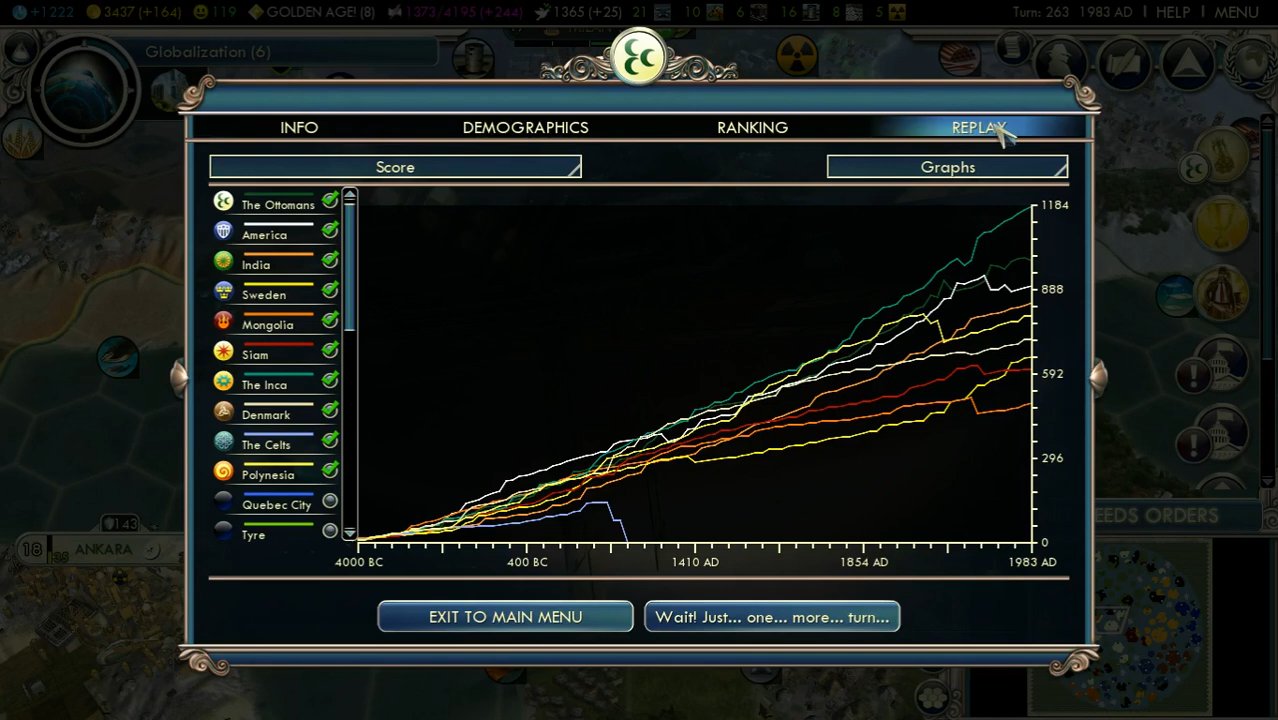 +1222 3437 (+164) 119 GOLDEN AGE! (8) 1373/4195 (+244) 1365 (+25) 21 10 6 16 8 5 Turn: 263 1983 AD HELP MENU
Globalization (6)
INFO DEMOGRAPHICS RANKING REPLAY
Score Graphs
The Ottomans
America
India
Sweden
Mongolia
Siam
The Inca
Denmark
The Celts
Polynesia
Quebec City
Tyre
1184
888
592
296
0
4000 BC 400 BC 1410 AD 1854 AD 1983 AD
143
18 35 ANKARA
EEDS ORDERS
EXIT TO MAIN MENU Wait! Just... one... more... turn...